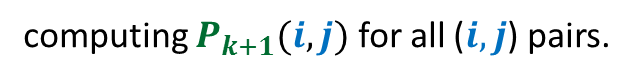 computing P_{k+1}(i,j) for all (i,j) pairs.